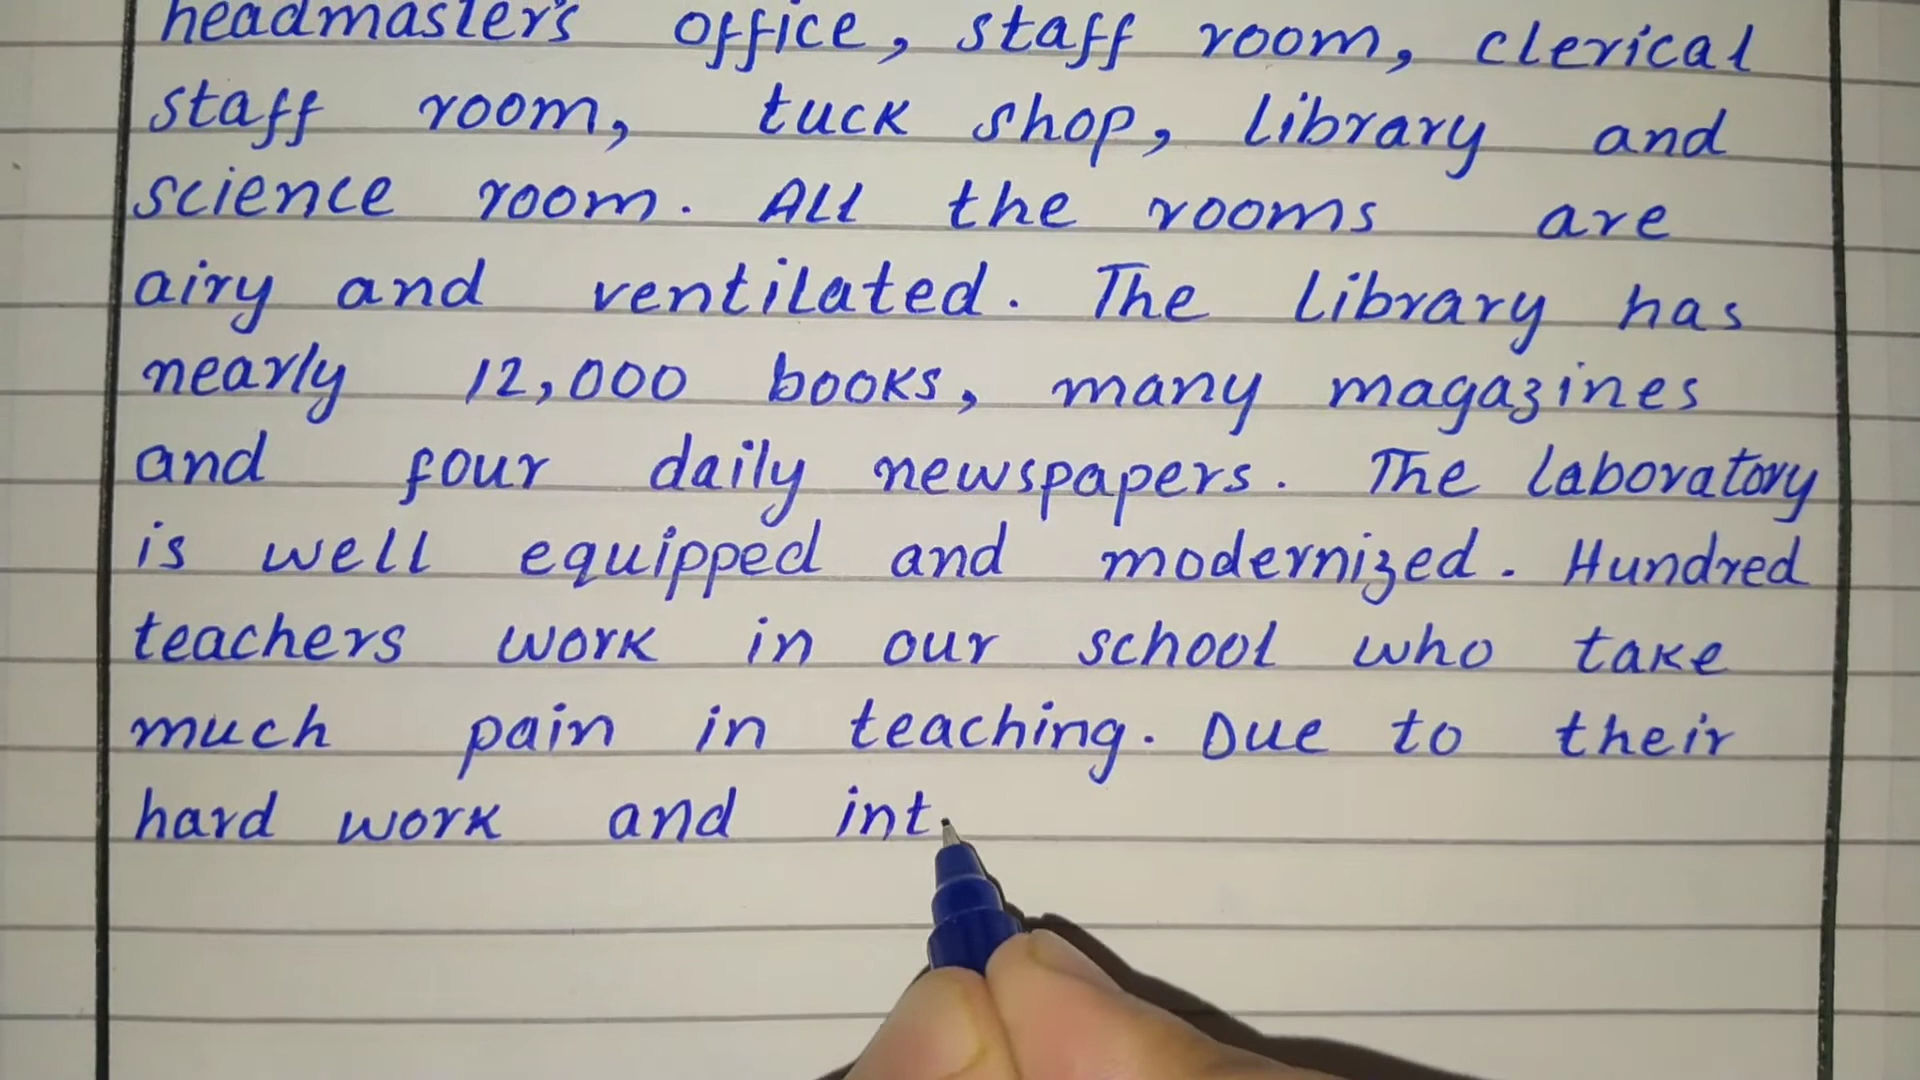 headmaster's office, staff room, clerical
staff room, tuck shop, library and
science room. All the rooms are
airy and ventilated. The library has
nearly 12,000 books, many magazines
and four daily newspapers. The laboratory
is well equipped and modernized. Hundred
teachers work in our school who take
much pain in teaching. Due to their
hard work and int